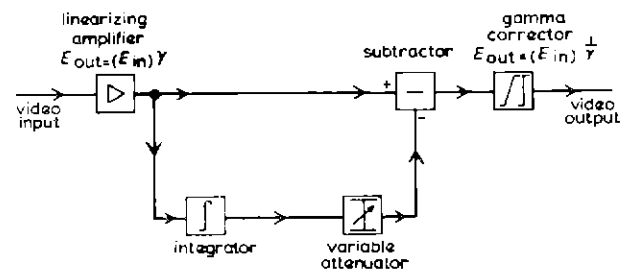 linearizing
amplifier
E out=(E in) γ
gamma
corrector
E out=(E in) 1/γ
subtractor
+
−
−
video
input
video
output
integrator
variable
attenuator